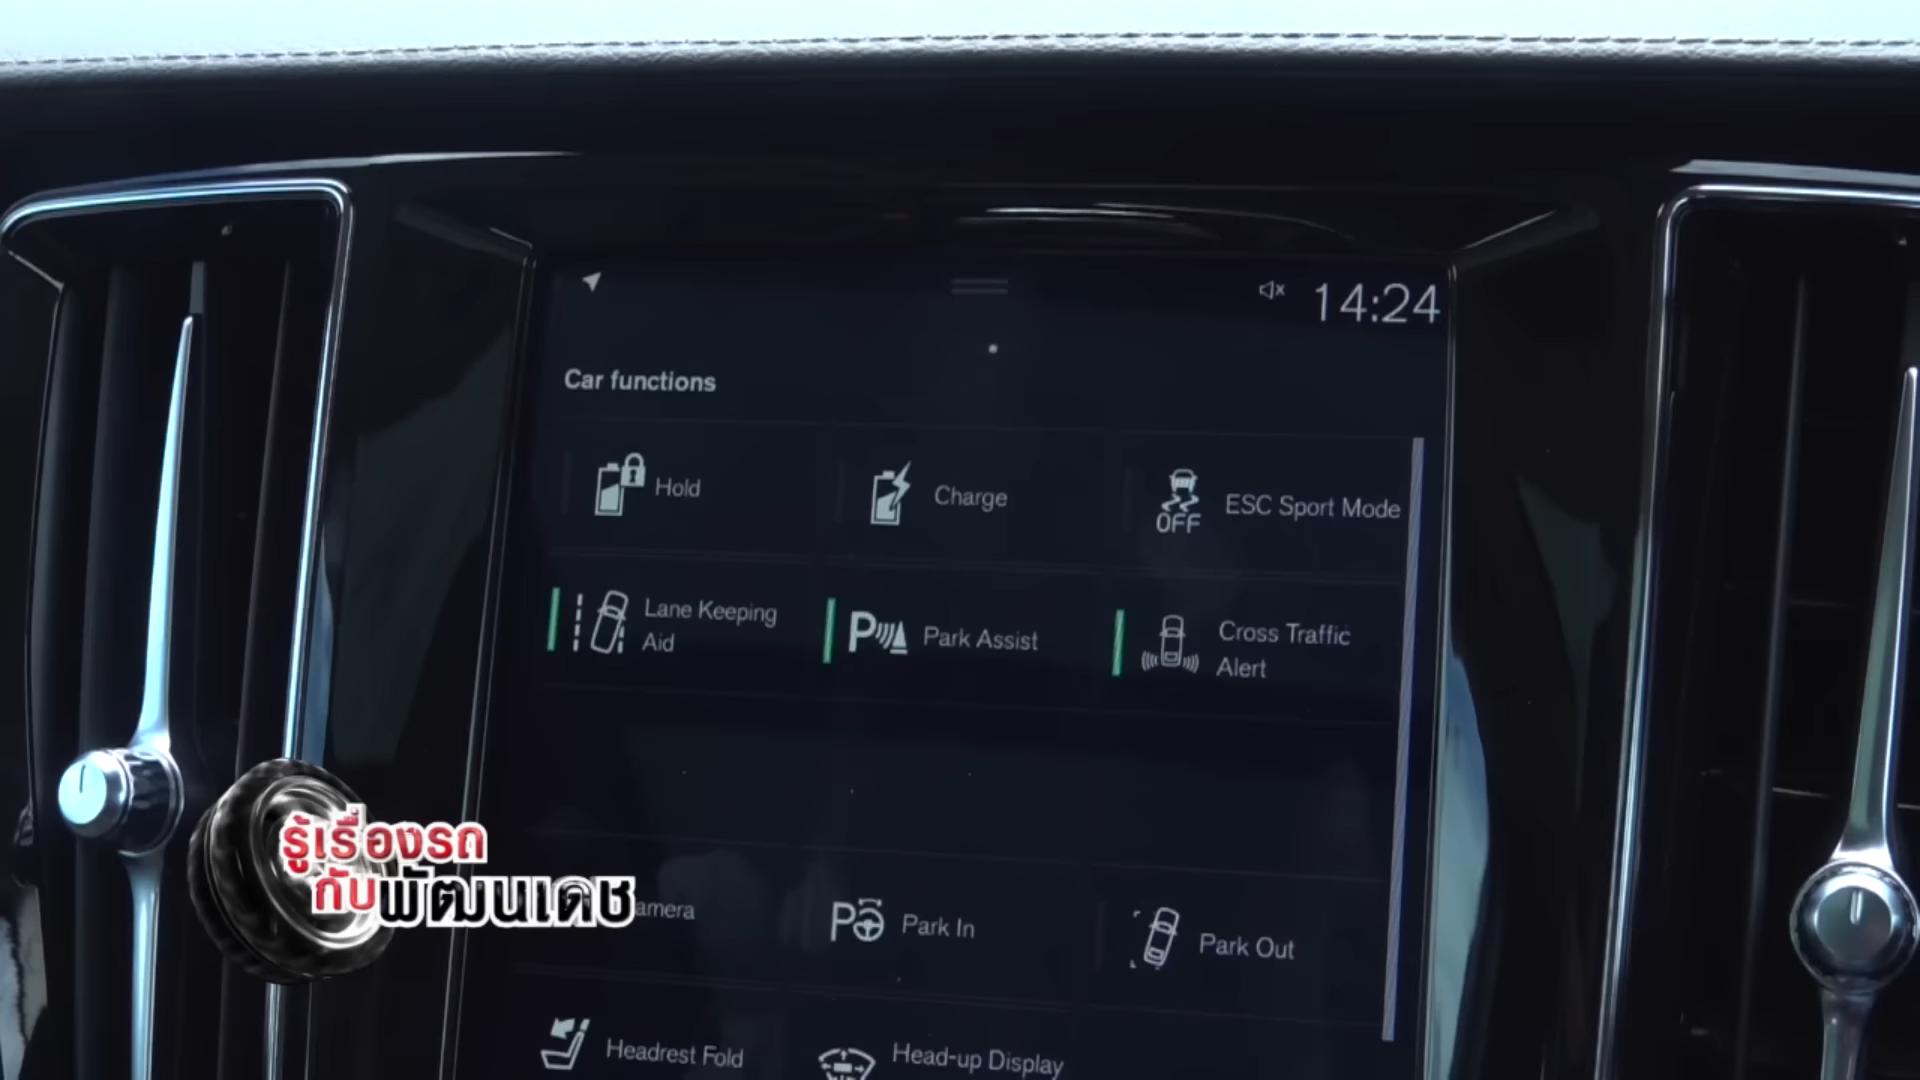 14:24
Car functions
Hold
Charge
OFF
ESC Sport Mode
Lane Keeping
Aid
P
Park Assist
Cross Traffic
Alert
amera
P
Park In
Park Out
Headrest Fold
Head-up Display
รู้เรื่องรถ
กับพัฒนเดช